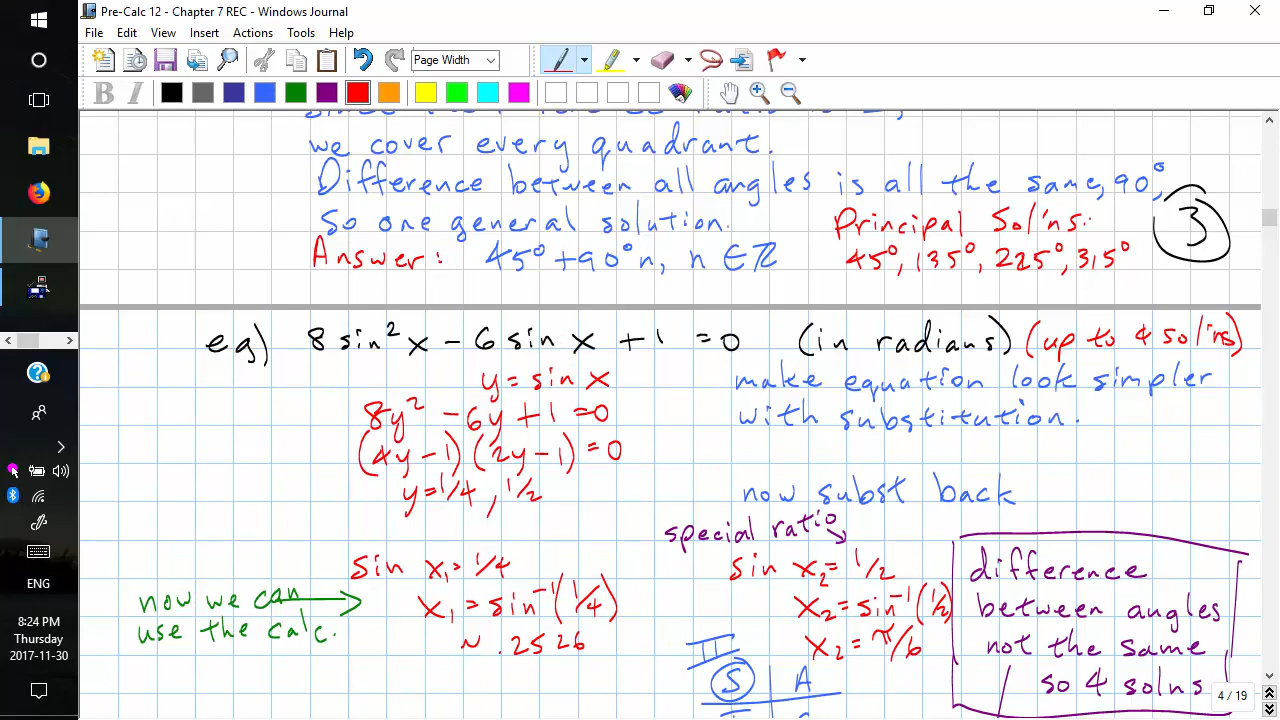 Pre-Calc 12 - Chapter 7 REC - Windows Journal
File Edit View Insert Actions Tools Help
Page Width
B I
we cover every quadrant.
Difference between all angles is all the same, 90°,
so one general solution.
Principal Sol'ns:
3
Answer: 45° + 90°n, n ∈ ℤ
45°, 135°, 225°, 315°
eg) 8 sin² x - 6 sin x + 1 = 0 (in radians) (up to 4 sol'ns)
y = sin x
make equation look simpler
8y² - 6y + 1 = 0
with substitution.
(4y - 1)(2y - 1) = 0
y = 1/4, 1/2
now subst back
special ratio
sin x₁ = 1/4
sin x₂ = 1/2
difference
now we can
x₁ = sin⁻¹(1/4)
x₂ = sin⁻¹(1/2)
between angles
use the calc.
~ .2526
x₂ = π/6
not the same
II
S A
so 4 solns
4 / 19
ENG
8:24 PM
Thursday
2017-11-30